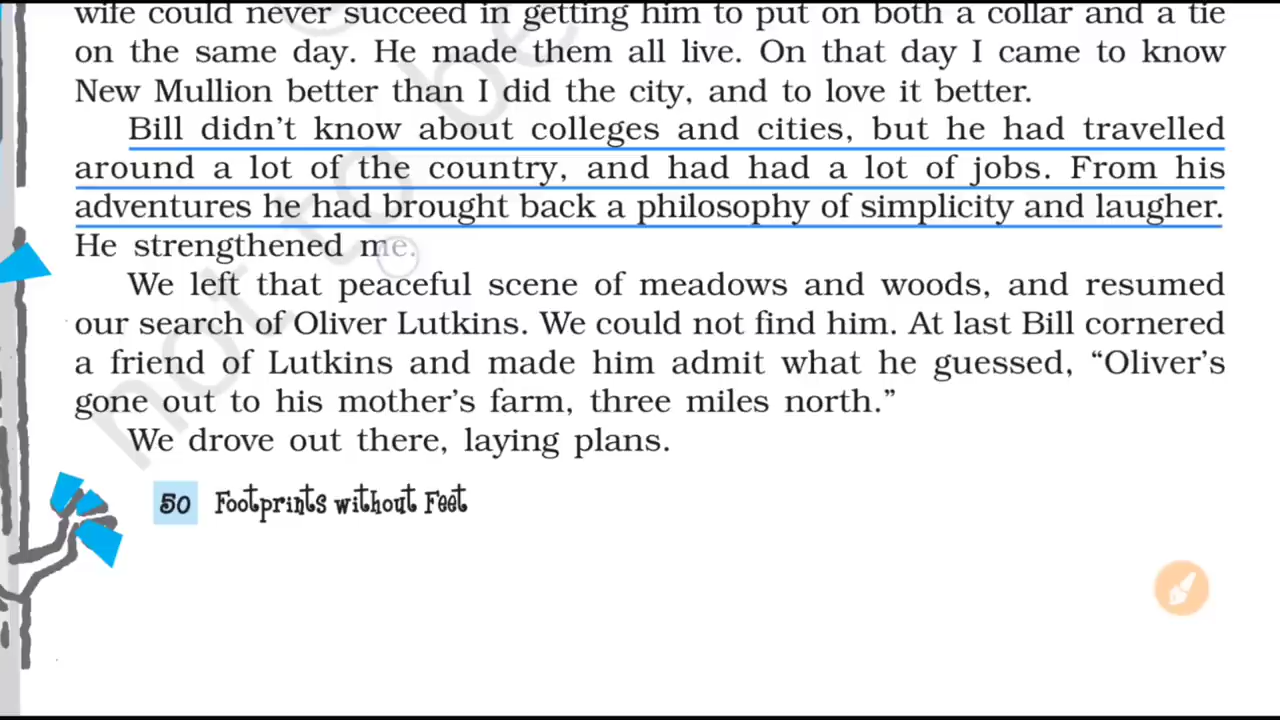 wife could never succeed in getting him to put on both a collar and a tie
on the same day. He made them all live. On that day I came to know
New Mullion better than I did the city, and to love it better.
Bill didn’t know about colleges and cities, but he had travelled
around a lot of the country, and had had a lot of jobs. From his
adventures he had brought back a philosophy of simplicity and laugher.
He strengthened me.
We left that peaceful scene of meadows and woods, and resumed
our search of Oliver Lutkins. We could not find him. At last Bill cornered
a friend of Lutkins and made him admit what he guessed, “Oliver’s
gone out to his mother’s farm, three miles north.”
We drove out there, laying plans.
50 Footprints without Feet
not to be